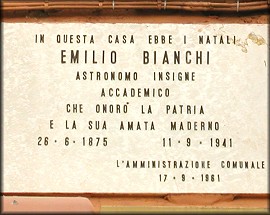 IN QUESTA CASA EBBE I NATALI
EMILIO BIANCHI
ASTRONOMO INSIGNE
ACCADEMICO
CHE ONORÒ LA PATRIA
E LA SUA AMATA MADERNO
26·6·1875 11·9·1941
L'AMMINISTRAZIONE COMUNALE
17·9·1961